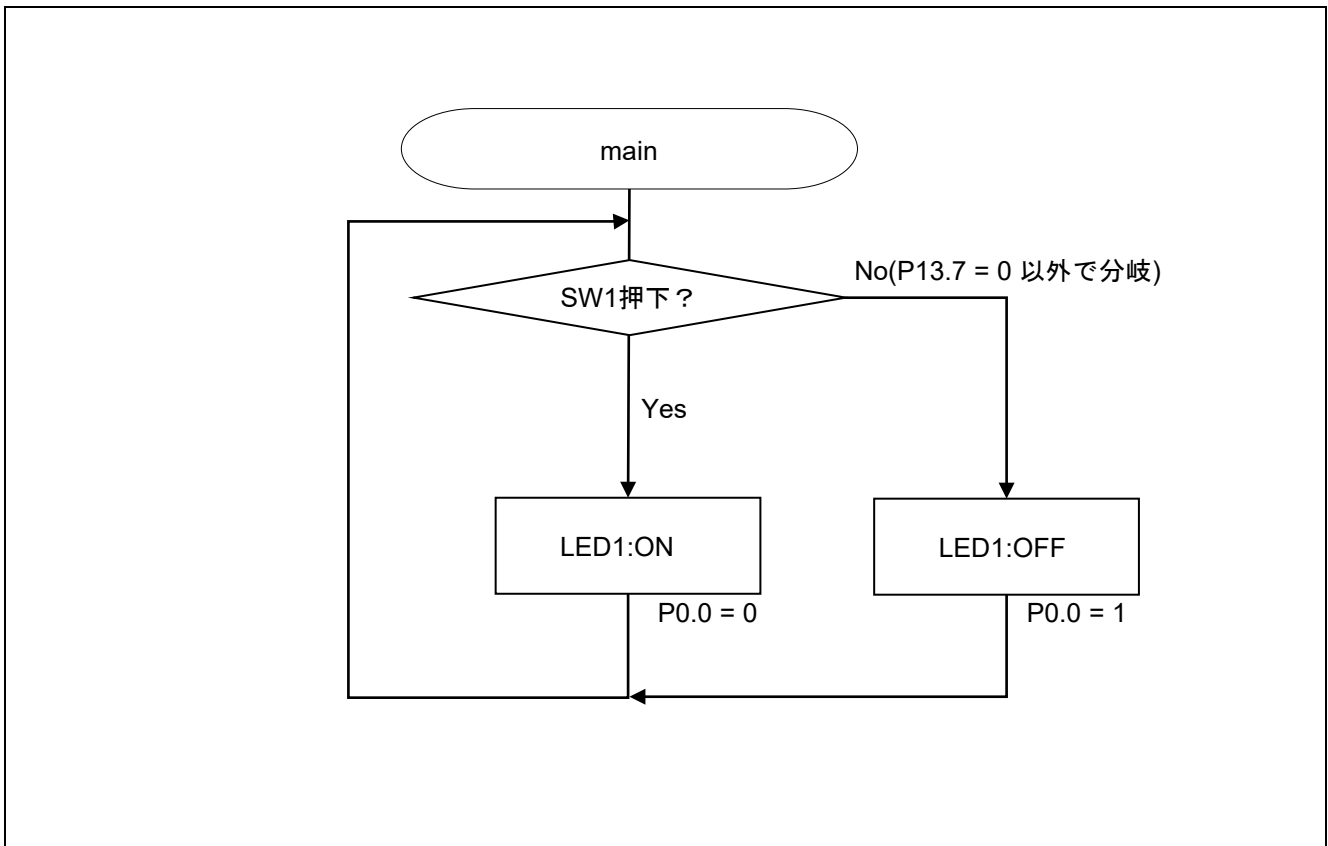 main
No(P13.7 = 0 以外で分岐)
SW1押下？
Yes
LED1:ON
LED1:OFF
P0.0 = 0
P0.0 = 1